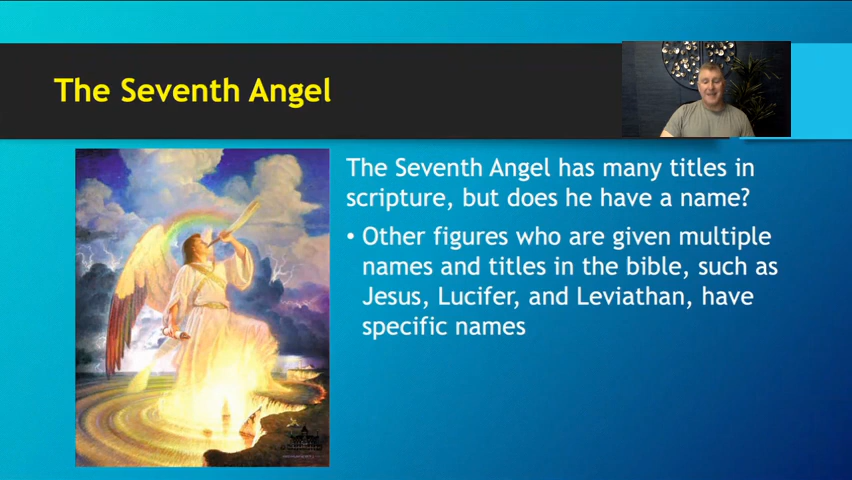 The Seventh Angel
The Seventh Angel has many titles in
scripture, but does he have a name?
• Other figures who are given multiple
names and titles in the bible, such as
Jesus, Lucifer, and Leviathan, have
specific names